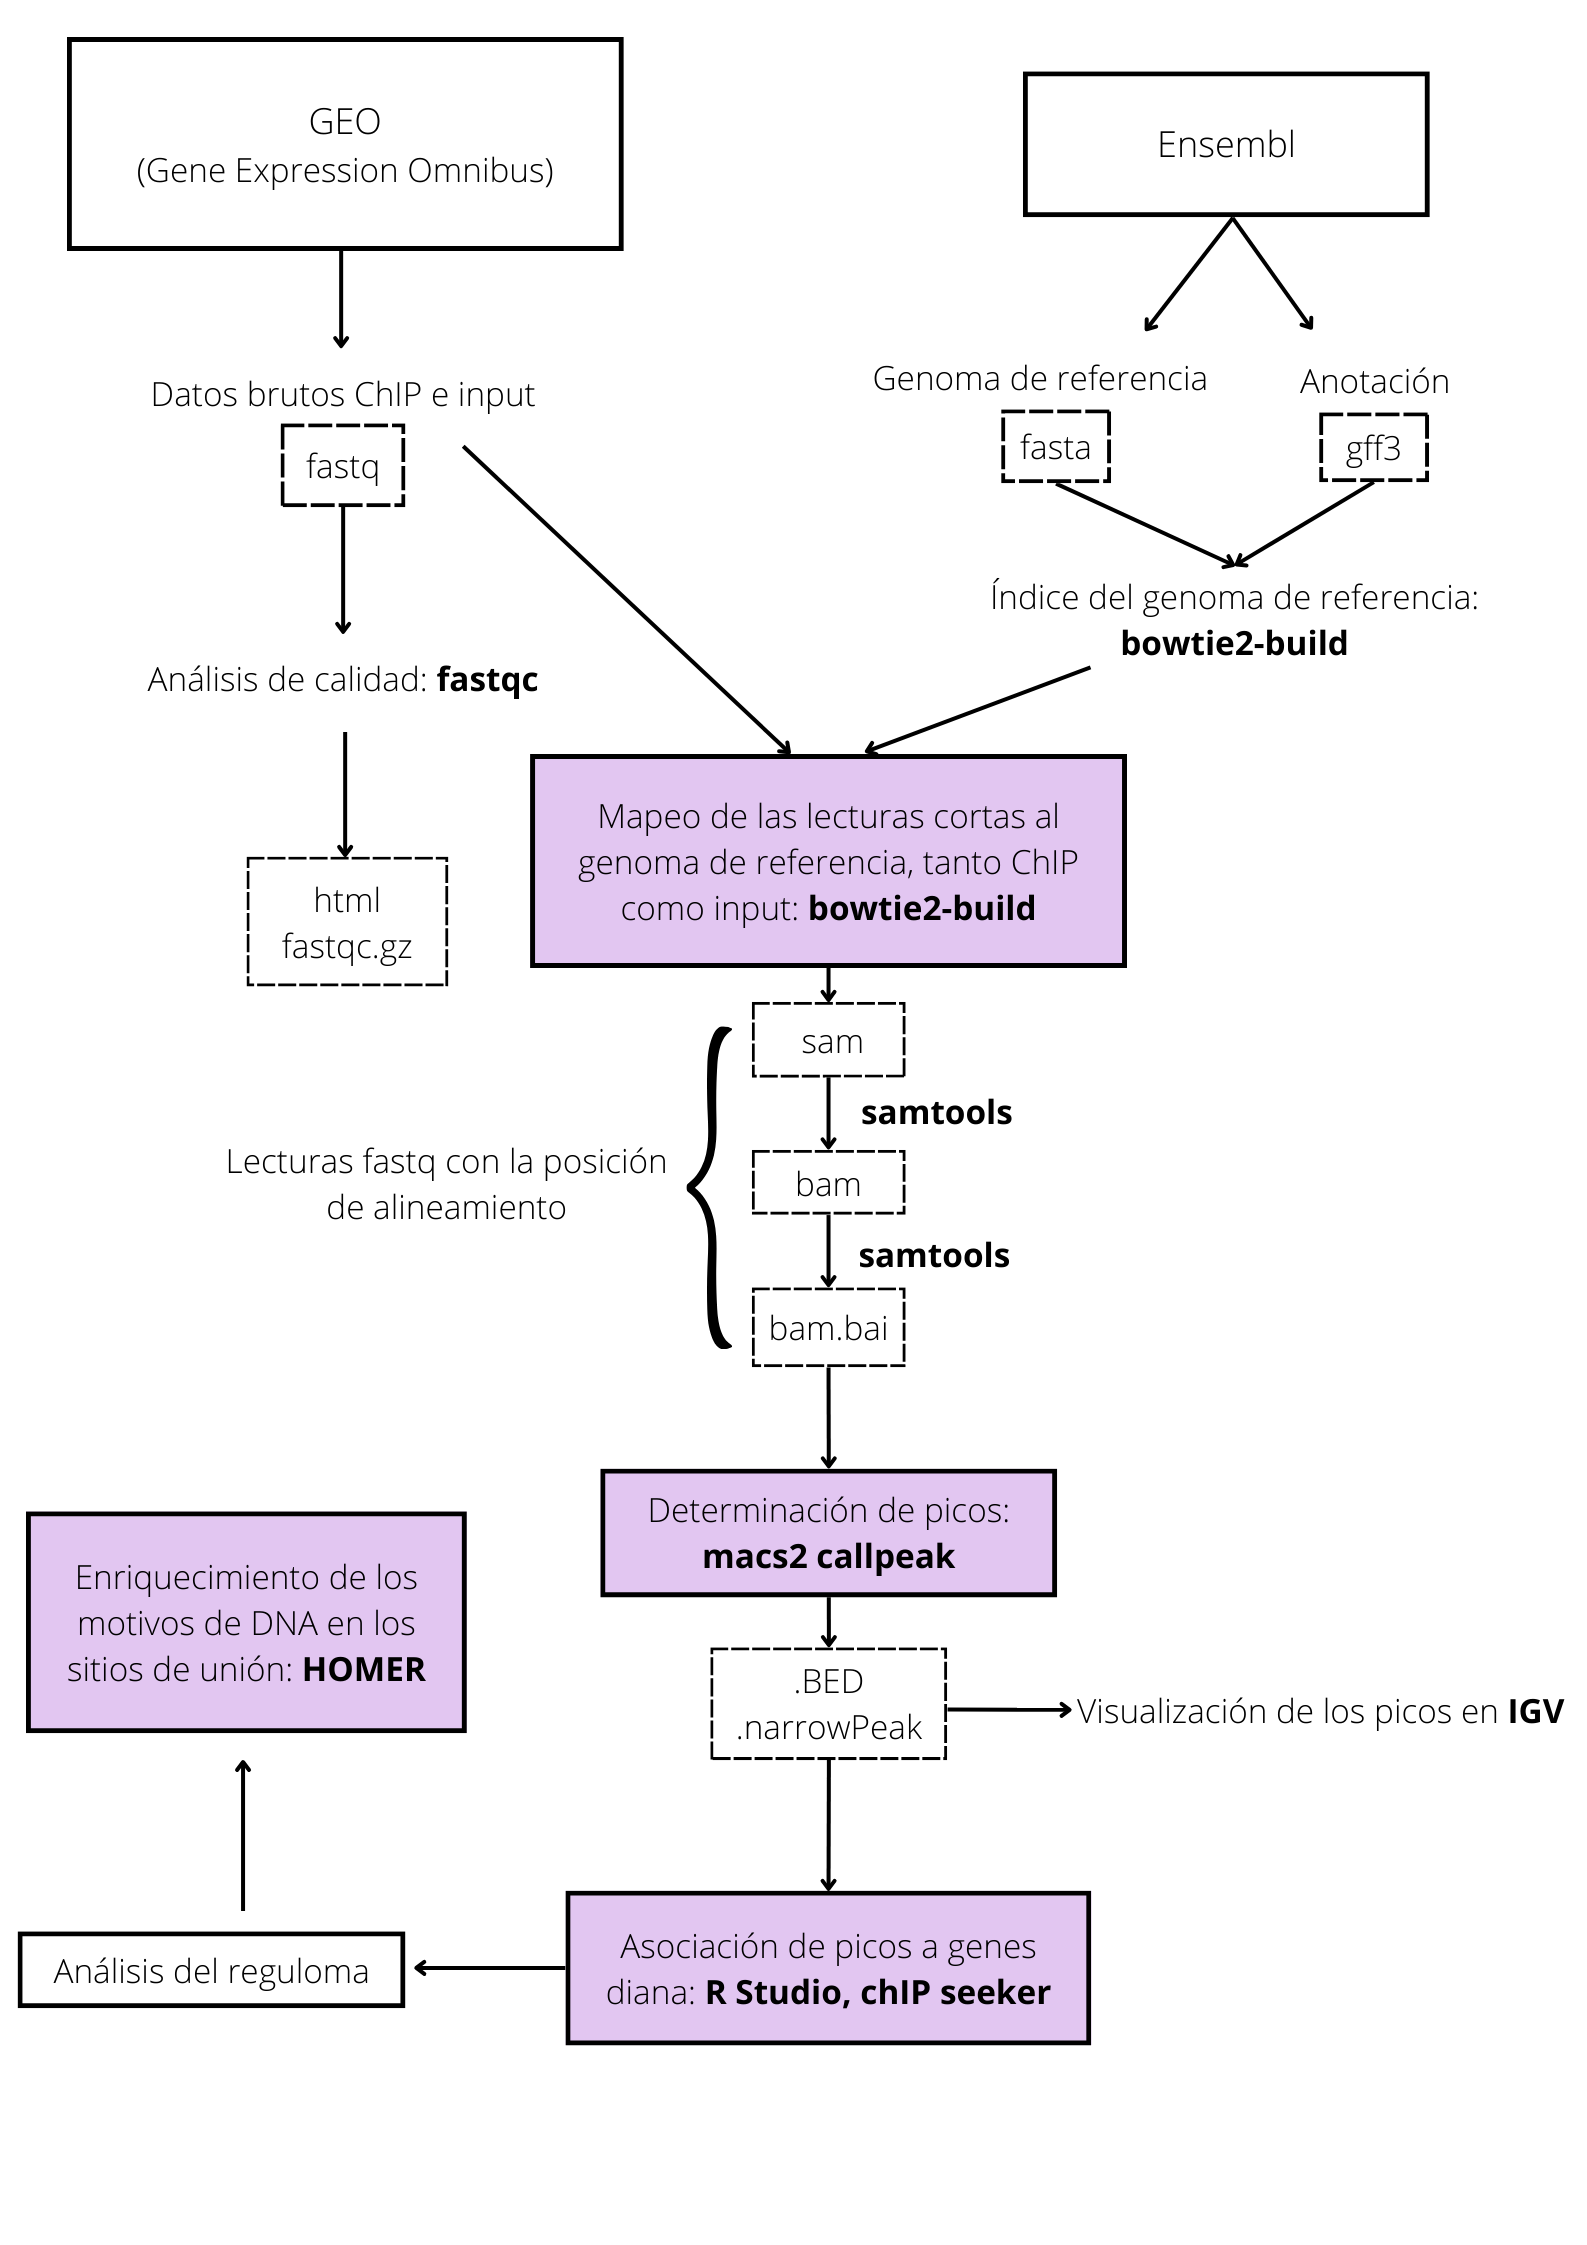 GEO
(Gene Expression Omnibus)
Ensembl
Datos brutos ChIP e input
fastq
Genoma de referencia
fasta
Anotación
gff3
Índice del genoma de referencia:
bowtie2-build
Análisis de calidad: fastqc
html
fastqc.gz
Mapeo de las lecturas cortas al
genoma de referencia, tanto ChIP
como input: bowtie2-build
sam
samtools
Lecturas fastq con la posición
de alineamiento
bam
samtools
bam.bai
Determinación de picos:
macs2 callpeak
.BED
.narrowPeak
Visualización de los picos en IGV
Asociación de picos a genes
diana: R Studio, chIP seeker
Análisis del reguloma
Enriquecimiento de los
motivos de DNA en los
sitios de unión: HOMER